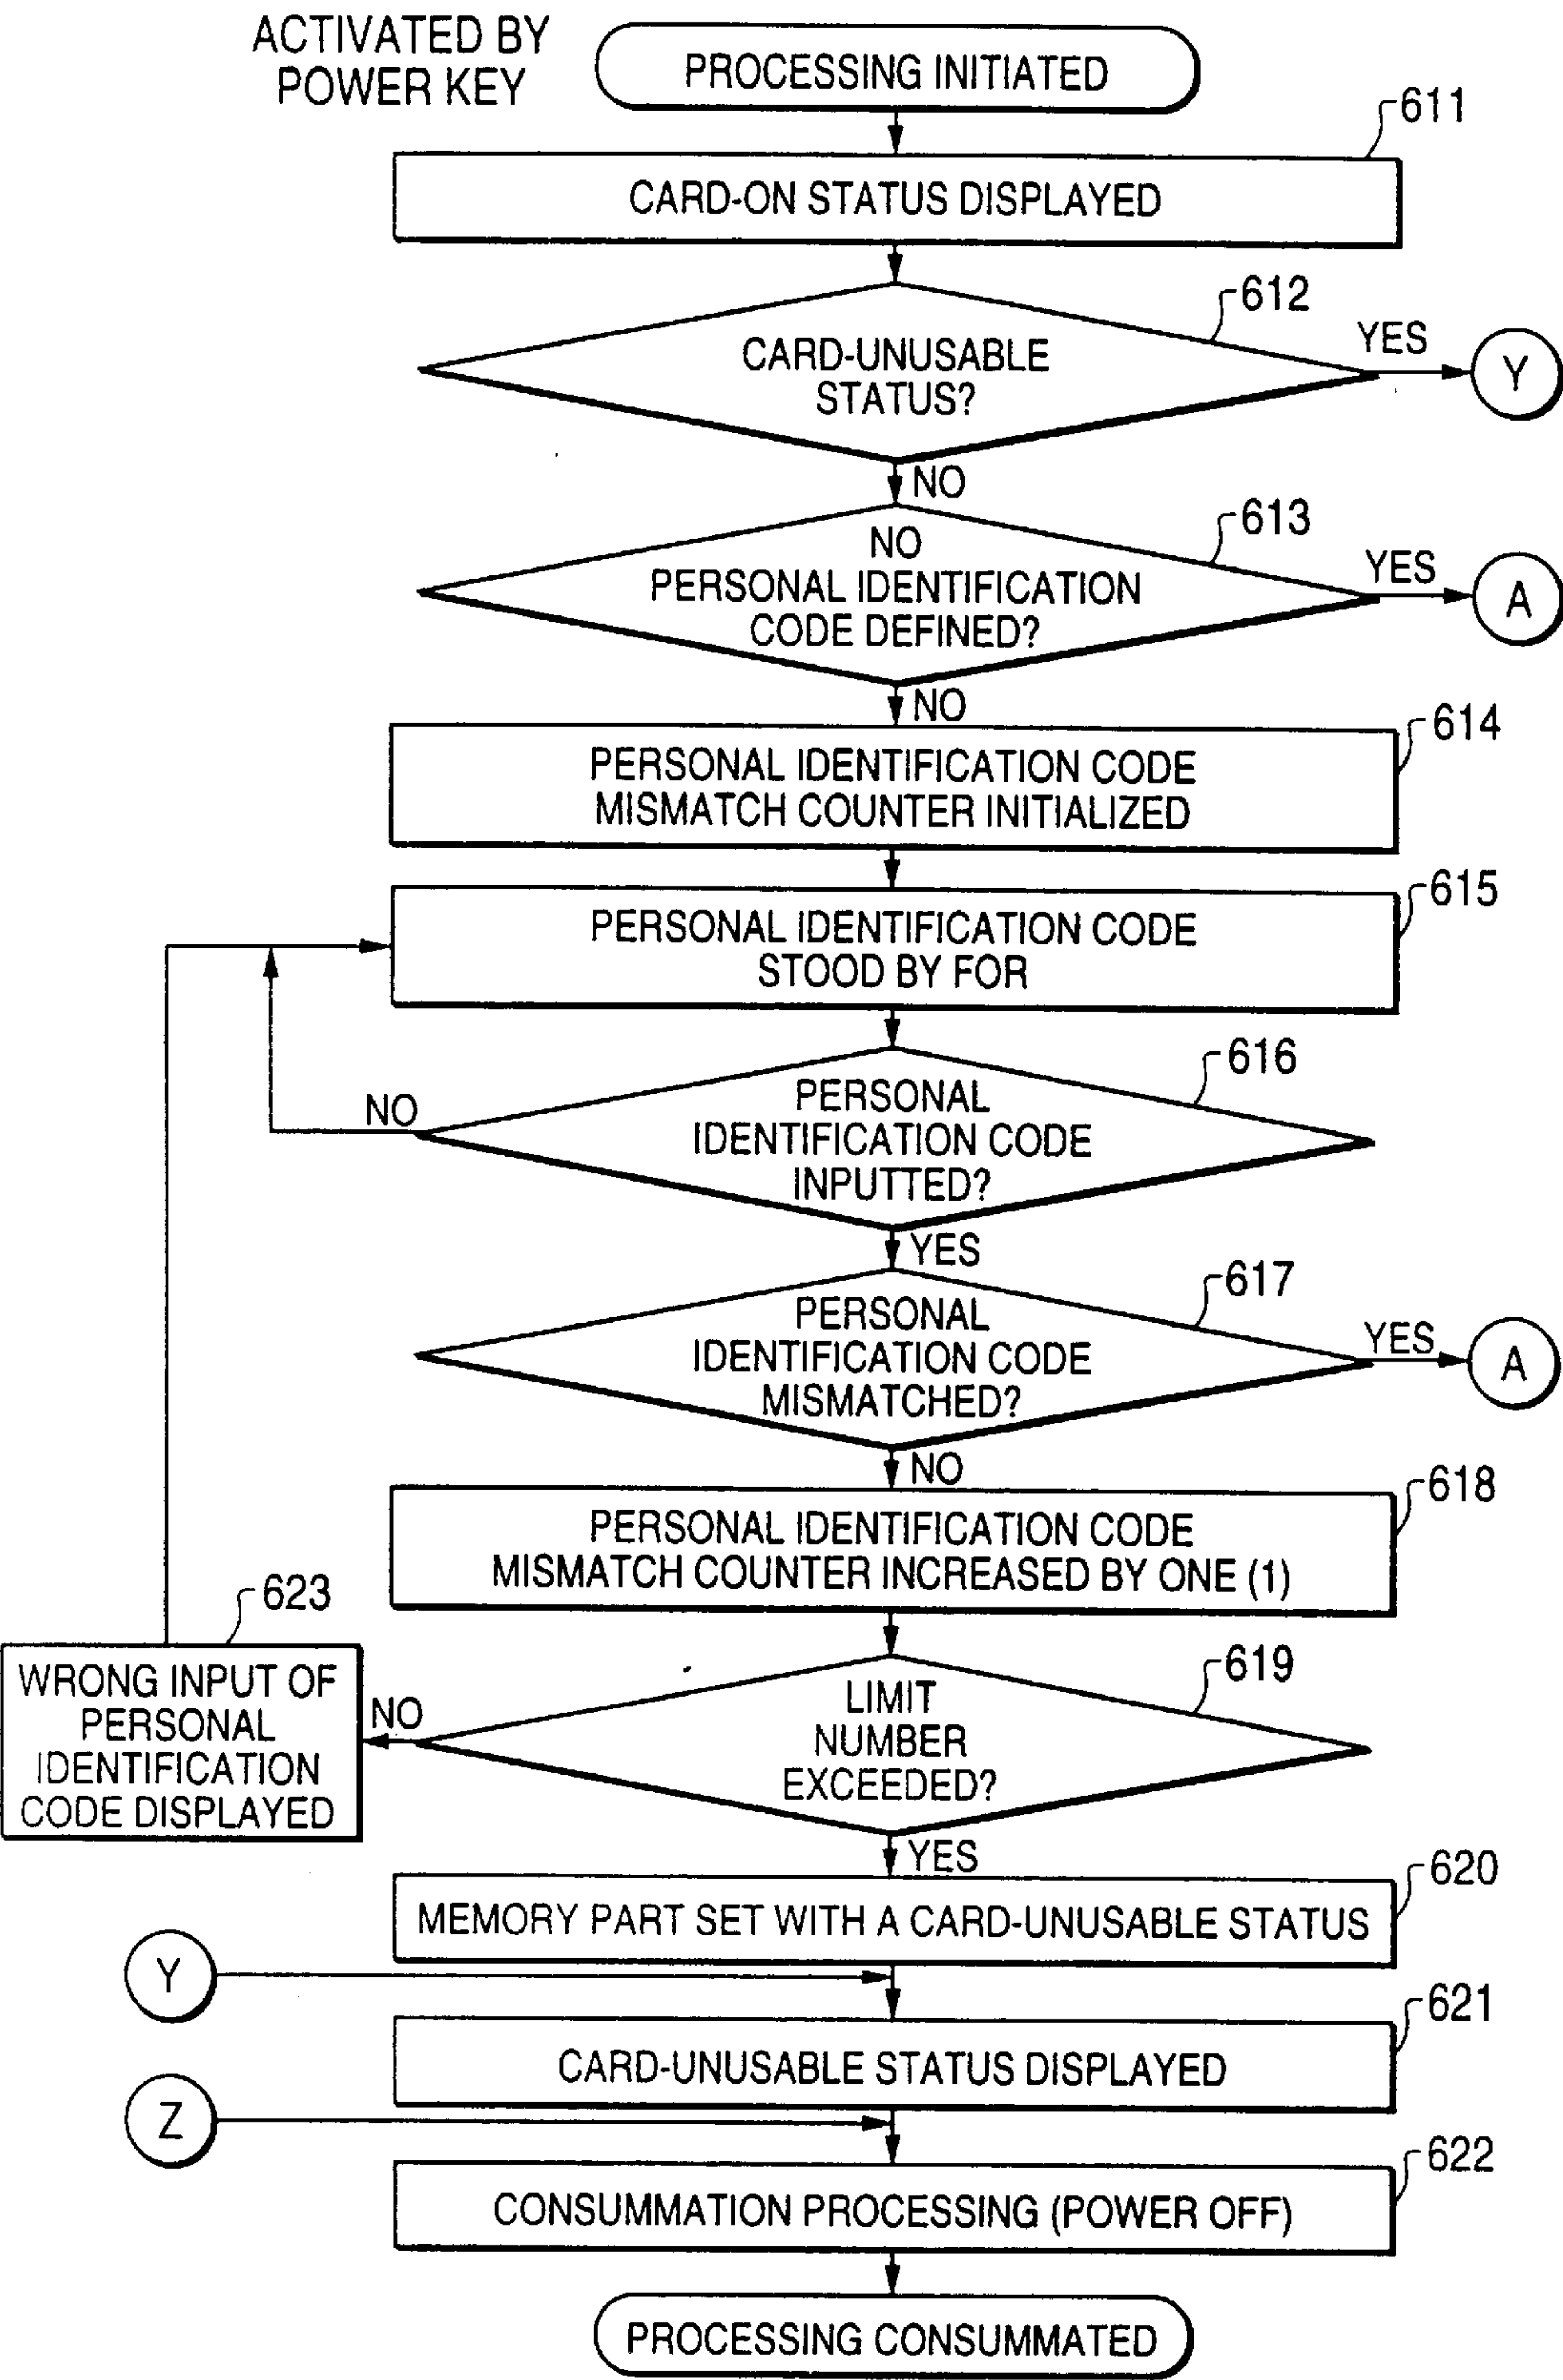 ACTIVATED BY
POWER KEY
PROCESSING INITIATED
611
CARD-ON STATUS DISPLAYED
612
CARD-UNUSABLE
STATUS?
YES
Y
NO
613
NO
PERSONAL IDENTIFICATION
CODE DEFINED?
YES
A
NO
614
PERSONAL IDENTIFICATION CODE
MISMATCH COUNTER INITIALIZED
615
PERSONAL IDENTIFICATION CODE
STOOD BY FOR
616
NO
PERSONAL
IDENTIFICATION CODE
INPUTTED?
YES
617
PERSONAL
IDENTIFICATION CODE
MISMATCHED?
YES
A
NO
618
PERSONAL IDENTIFICATION CODE
MISMATCH COUNTER INCREASED BY ONE (1)
623
WRONG INPUT OF
PERSONAL
IDENTIFICATION
CODE DISPLAYED
NO
619
LIMIT
NUMBER
EXCEEDED?
YES
620
MEMORY PART SET WITH A CARD-UNUSABLE STATUS
Y
621
CARD-UNUSABLE STATUS DISPLAYED
Z
622
CONSUMMATION PROCESSING (POWER OFF)
PROCESSING CONSUMMATED